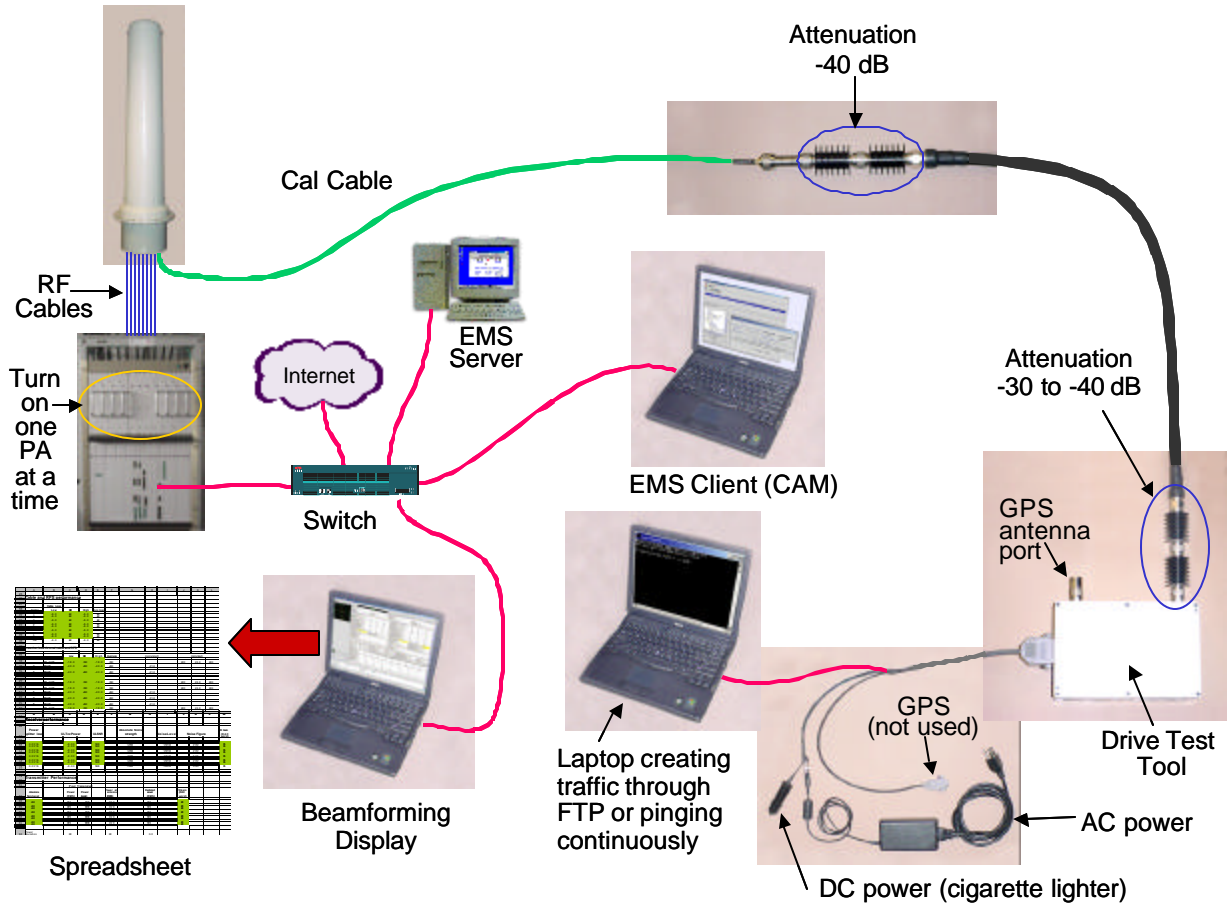 Attenuation
-40 dB
Cal Cable
RF
Cables
EMS
Server
Internet
Attenuation
-30 to -40 dB
Turn
on
one
PA
at a
time
Switch
EMS Client (CAM)
GPS
antenna
port
GPS
(not used)
Drive Test
Tool
Laptop creating
traffic through
FTP or pinging
continuously
AC power
Beamforming
Display
Spreadsheet
DC power (cigarette lighter)